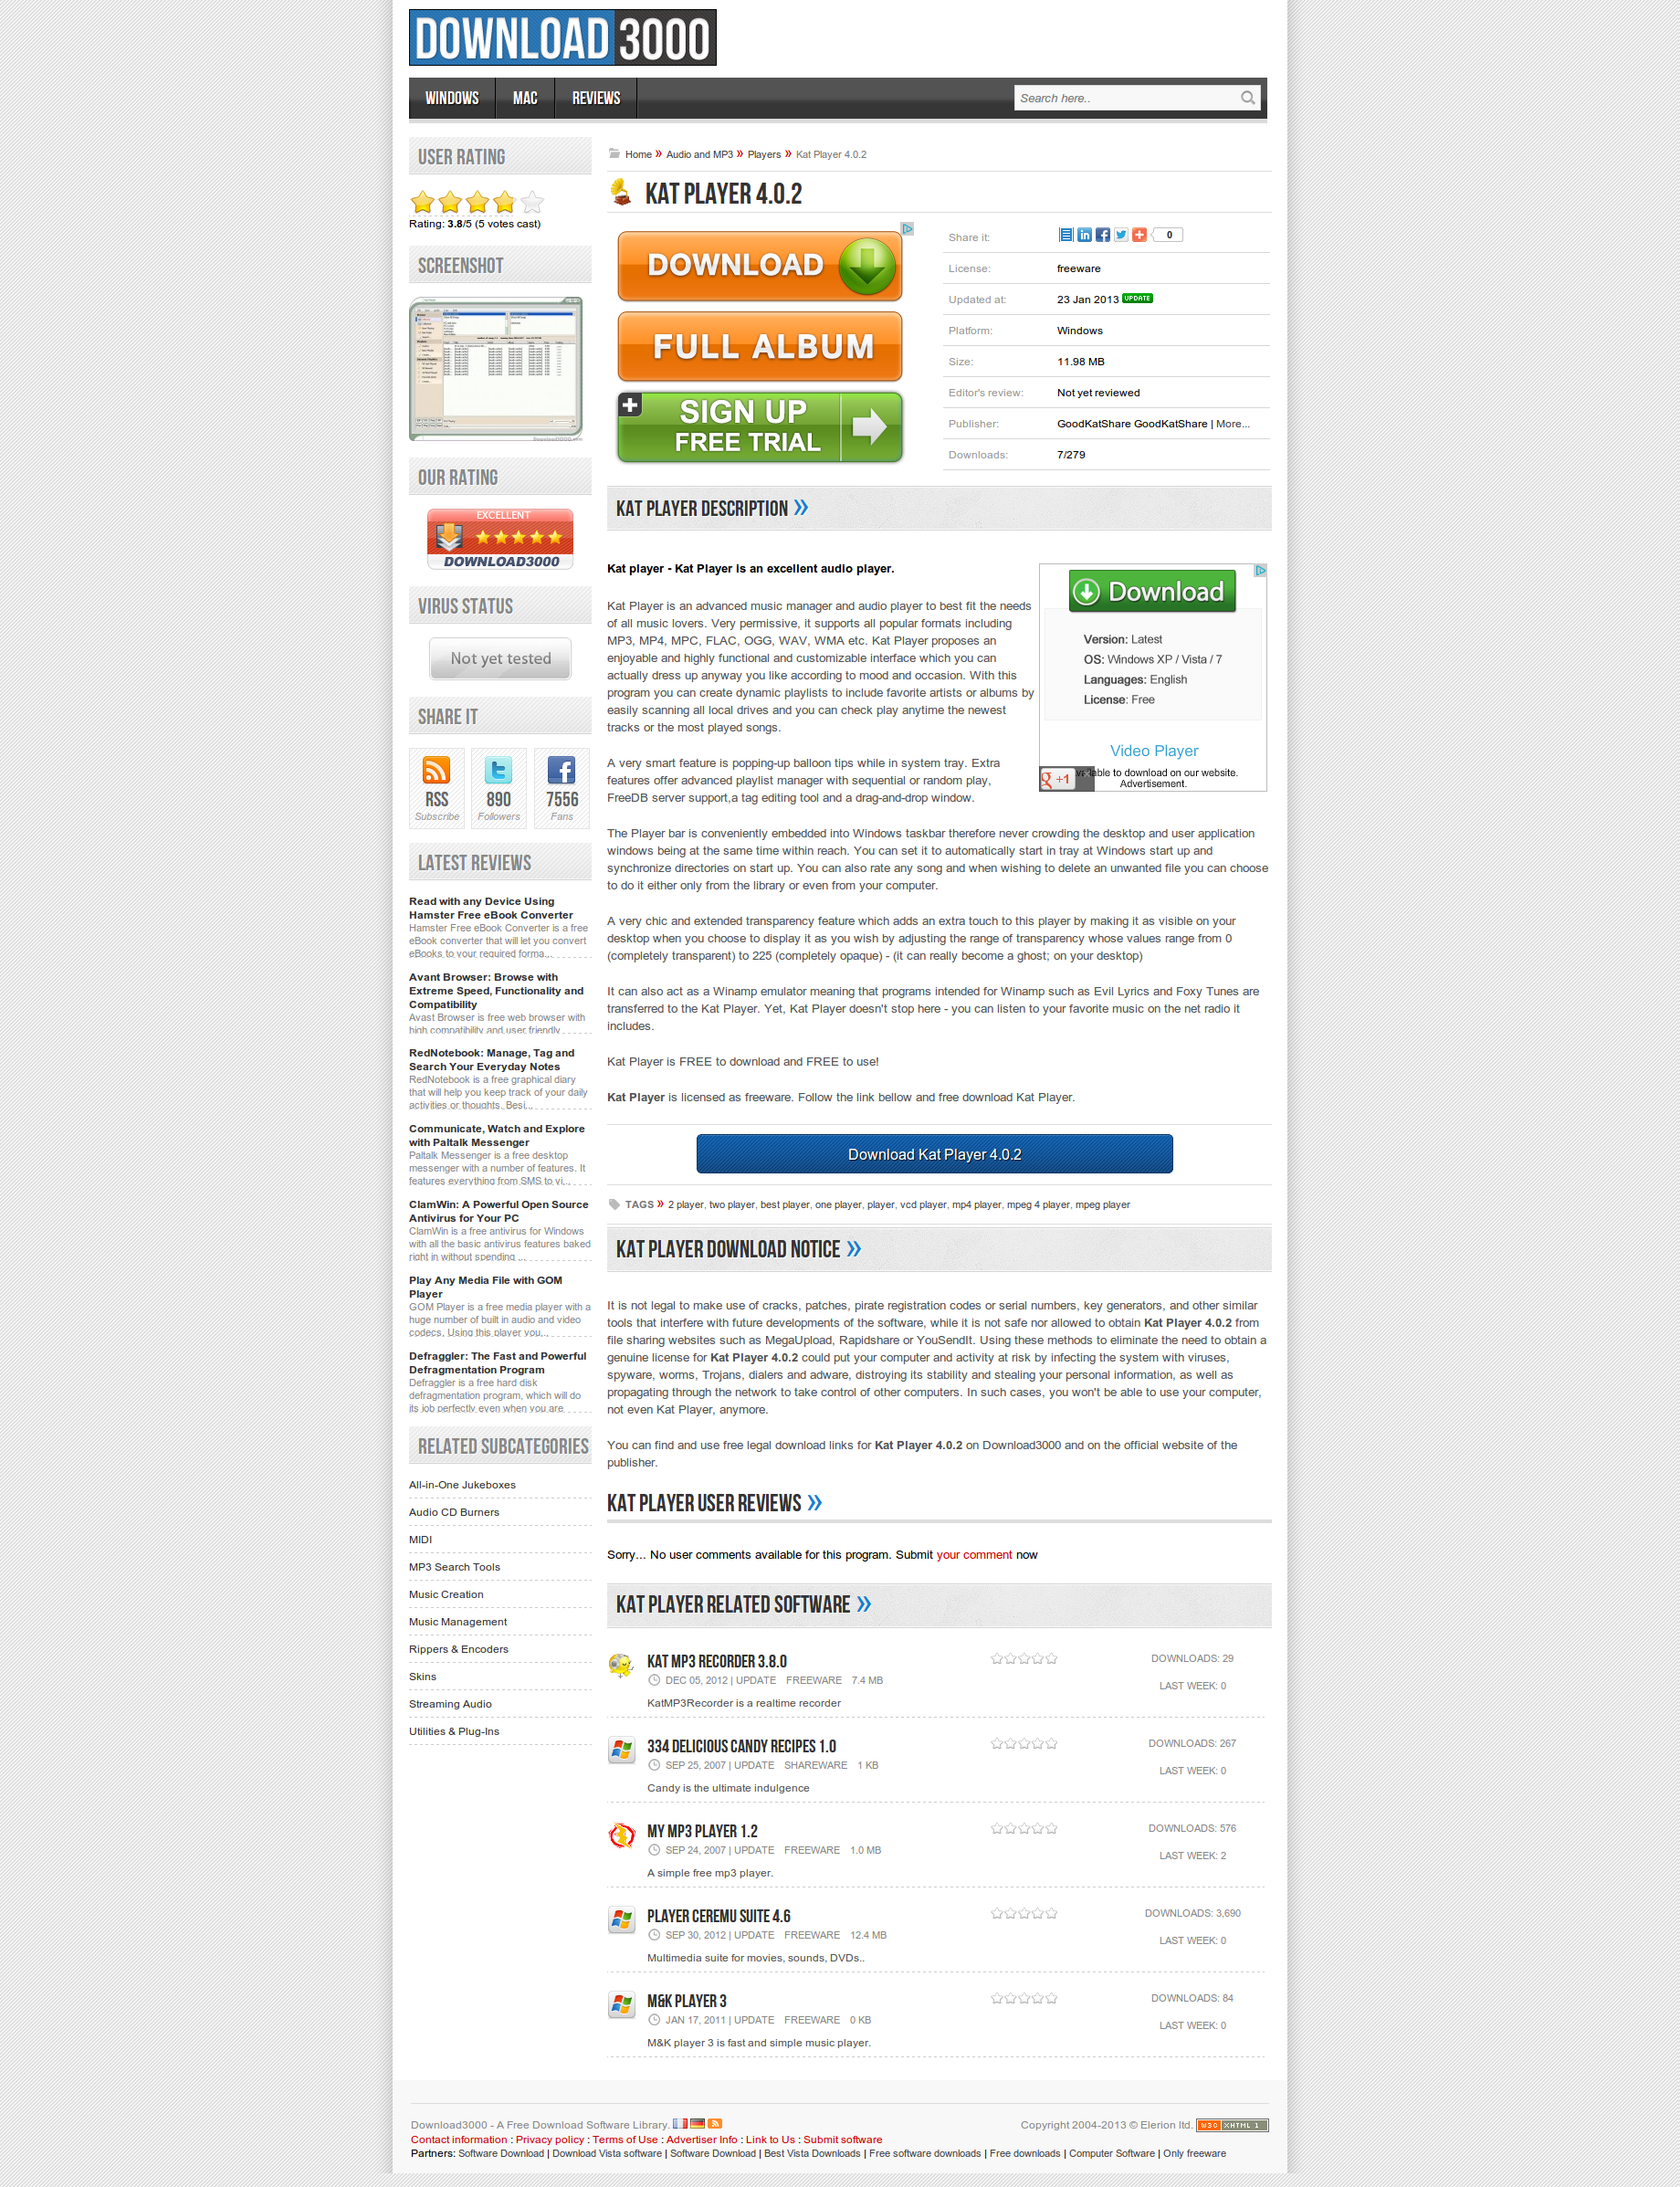 DOWNLOAD 3000
WINDOWS MAC REVIEWS Search here..
USER RATING
Rating: 3.8/5 (5 votes cast)
SCREENSHOT
Download3000.com
OUR RATING
EXCELLENT
DOWNLOAD3000
VIRUS STATUS
Not yet tested
SHARE IT
RSS 890 7556
Subscribe Followers Fans
LATEST REVIEWS
Read with any Device Using
Hamster Free eBook Converter
Hamster Free eBook Converter is a free
eBook converter that will let you convert
eBooks to your required forma...
Avant Browser: Browse with
Extreme Speed, Functionality and
Compatibility
Avast Browser is free web browser with
high compatibility and user friendly
RedNotebook: Manage, Tag and
Search Your Everyday Notes
RedNotebook is a free graphical diary
that will help you keep track of your daily
activities or thoughts. Besi...
Communicate, Watch and Explore
with Paltalk Messenger
Paltalk Messenger is a free desktop
messenger with a number of features. It
features everything from SMS to vi...
ClamWin: A Powerful Open Source
Antivirus for Your PC
ClamWin is a free antivirus for Windows
with all the basic antivirus features baked
right in without spending ...
Play Any Media File with GOM
Player
GOM Player is a free media player with a
huge number of built in audio and video
codecs. Using this player you...
Defraggler: The Fast and Powerful
Defragmentation Program
Defraggler is a free hard disk
defragmentation program, which will do
its job perfectly even when you are
RELATED SUBCATEGORIES
All-in-One Jukeboxes
Audio CD Burners
MIDI
MP3 Search Tools
Music Creation
Music Management
Rippers & Encoders
Skins
Streaming Audio
Utilities & Plug-Ins
Home » Audio and MP3 » Players » Kat Player 4.0.2
KAT PLAYER 4.0.2
DOWNLOAD
FULL ALBUM
SIGN UP
FREE TRIAL
Share it: 0
License: freeware
Updated at: 23 Jan 2013 UPDATE
Platform: Windows
Size: 11.98 MB
Editor's review: Not yet reviewed
Publisher: GoodKatShare GoodKatShare | More...
Downloads: 7/279
KAT PLAYER DESCRIPTION »
Kat player - Kat Player is an excellent audio player.
Kat Player is an advanced music manager and audio player to best fit the needs
of all music lovers. Very permissive, it supports all popular formats including
MP3, MP4, MPC, FLAC, OGG, WAV, WMA etc. Kat Player proposes an
enjoyable and highly functional and customizable interface which you can
actually dress up anyway you like according to mood and occasion. With this
program you can create dynamic playlists to include favorite artists or albums by
easily scanning all local drives and you can check play anytime the newest
tracks or the most played songs.
A very smart feature is popping-up balloon tips while in system tray. Extra
features offer advanced playlist manager with sequential or random play,
FreeDB server support,a tag editing tool and a drag-and-drop window.
Download
Version: Latest
OS: Windows XP / Vista / 7
Languages: English
License: Free
Video Player
g +1 lable to download on our website.
Advertisement.
The Player bar is conveniently embedded into Windows taskbar therefore never crowding the desktop and user application
windows being at the same time within reach. You can set it to automatically start in tray at Windows start up and
synchronize directories on start up. You can also rate any song and when wishing to delete an unwanted file you can choose
to do it either only from the library or even from your computer.
A very chic and extended transparency feature which adds an extra touch to this player by making it as visible on your
desktop when you choose to display it as you wish by adjusting the range of transparency whose values range from 0
(completely transparent) to 225 (completely opaque) - (it can really become a ghost; on your desktop)
It can also act as a Winamp emulator meaning that programs intended for Winamp such as Evil Lyrics and Foxy Tunes are
transferred to the Kat Player. Yet, Kat Player doesn't stop here - you can listen to your favorite music on the net radio it
includes.
Kat Player is FREE to download and FREE to use!
Kat Player is licensed as freeware. Follow the link bellow and free download Kat Player.
Download Kat Player 4.0.2
TAGS » 2 player, two player, best player, one player, player, vcd player, mp4 player, mpeg 4 player, mpeg player
KAT PLAYER DOWNLOAD NOTICE »
It is not legal to make use of cracks, patches, pirate registration codes or serial numbers, key generators, and other similar
tools that interfere with future developments of the software, while it is not safe nor allowed to obtain Kat Player 4.0.2 from
file sharing websites such as MegaUpload, Rapidshare or YouSendIt. Using these methods to eliminate the need to obtain a
genuine license for Kat Player 4.0.2 could put your computer and activity at risk by infecting the system with viruses,
spyware, worms, Trojans, dialers and adware, distroying its stability and stealing your personal information, as well as
propagating through the network to take control of other computers. In such cases, you won't be able to use your computer,
not even Kat Player, anymore.
You can find and use free legal download links for Kat Player 4.0.2 on Download3000 and on the official website of the
publisher.
KAT PLAYER USER REVIEWS »
Sorry... No user comments available for this program. Submit your comment now
KAT PLAYER RELATED SOFTWARE »
KAT MP3 RECORDER 3.8.0 DOWNLOADS: 29
DEC 05, 2012 | UPDATE FREEWARE 7.4 MB LAST WEEK: 0
KatMP3Recorder is a realtime recorder
334 DELICIOUS CANDY RECIPES 1.0 DOWNLOADS: 267
SEP 25, 2007 | UPDATE SHAREWARE 1 KB LAST WEEK: 0
Candy is the ultimate indulgence
MY MP3 PLAYER 1.2 DOWNLOADS: 576
SEP 24, 2007 | UPDATE FREEWARE 1.0 MB LAST WEEK: 2
A simple free mp3 player.
PLAYER CEREMU SUITE 4.6 DOWNLOADS: 3,690
SEP 30, 2012 | UPDATE FREEWARE 12.4 MB LAST WEEK: 0
Multimedia suite for movies, sounds, DVDs..
M&K PLAYER 3 DOWNLOADS: 84
JAN 17, 2011 | UPDATE FREEWARE 0 KB LAST WEEK: 0
M&K player 3 is fast and simple music player.
Download3000 - A Free Download Software Library. Copyright 2004-2013 © Elerion ltd. W3C XHTML 1
Contact information : Privacy policy : Terms of Use : Advertiser Info : Link to Us : Submit software
Partners: Software Download | Download Vista software | Software Download | Best Vista Downloads | Free software downloads | Free downloads | Computer Software | Only freeware